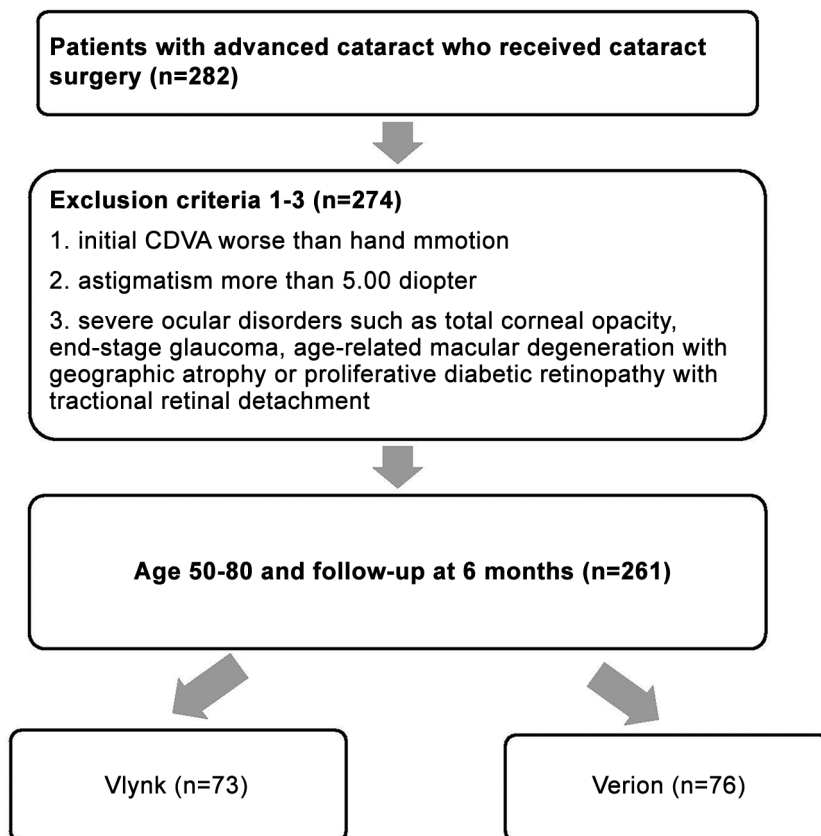 Patients with advanced cataract who received cataract
surgery (n=282)
Exclusion criteria 1-3 (n=274)
1. initial CDVA worse than hand mmotion
2. astigmatism more than 5.00 diopter
3. severe ocular disorders such as total corneal opacity,
end-stage glaucoma, age-related macular degeneration with
geographic atrophy or proliferative diabetic retinopathy with
tractional retinal detachment
Age 50-80 and follow-up at 6 months (n=261)
Vlynk (n=73)
Verion (n=76)